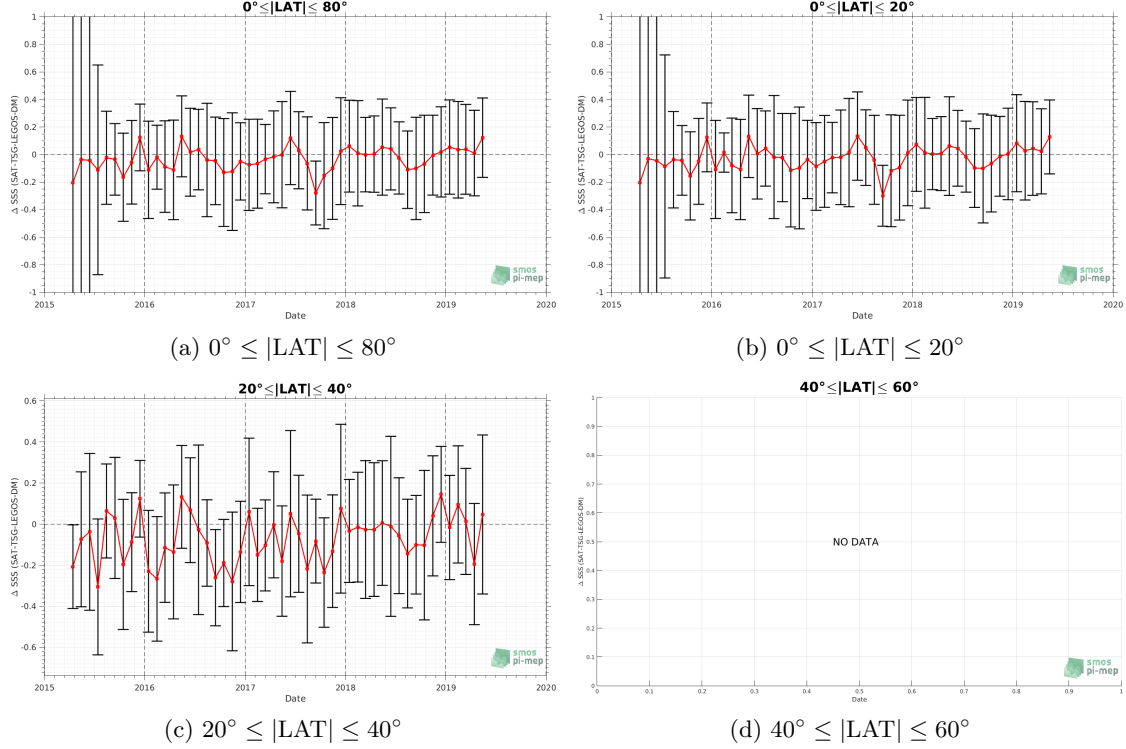 0°≤|LAT|≤ 80°
Δ SSS (SAT-TSG-LEGOS-DM)
1
0.8
0.6
0.4
0.2
0
-0.2
-0.4
-0.6
-0.8
-1
2015 2016 2017 2018 2019 2020
Date
smos
pi-mep
(a) 0° ≤ |LAT| ≤ 80°
0°≤|LAT|≤ 20°
Δ SSS (SAT-TSG-LEGOS-DM)
1
0.8
0.6
0.4
0.2
0
-0.2
-0.4
-0.6
-0.8
-1
2015 2016 2017 2018 2019 2020
Date
smos
pi-mep
(b) 0° ≤ |LAT| ≤ 20°
20°≤|LAT|≤ 40°
Δ SSS (SAT-TSG-LEGOS-DM)
0.6
0.4
0.2
0
-0.2
-0.4
-0.6
2015 2016 2017 2018 2019 2020
Date
smos
pi-mep
(c) 20° ≤ |LAT| ≤ 40°
40°≤|LAT|≤ 60°
Δ SSS (SAT-TSG-LEGOS-DM)
1
0.9
0.8
0.7
0.6
0.5
0.4
0.3
0.2
0.1
0
NO DATA
0 0.1 0.2 0.3 0.4 0.5 0.6 0.7 0.8 0.9 1
Date
smos
pi-mep
(d) 40° ≤ |LAT| ≤ 60°